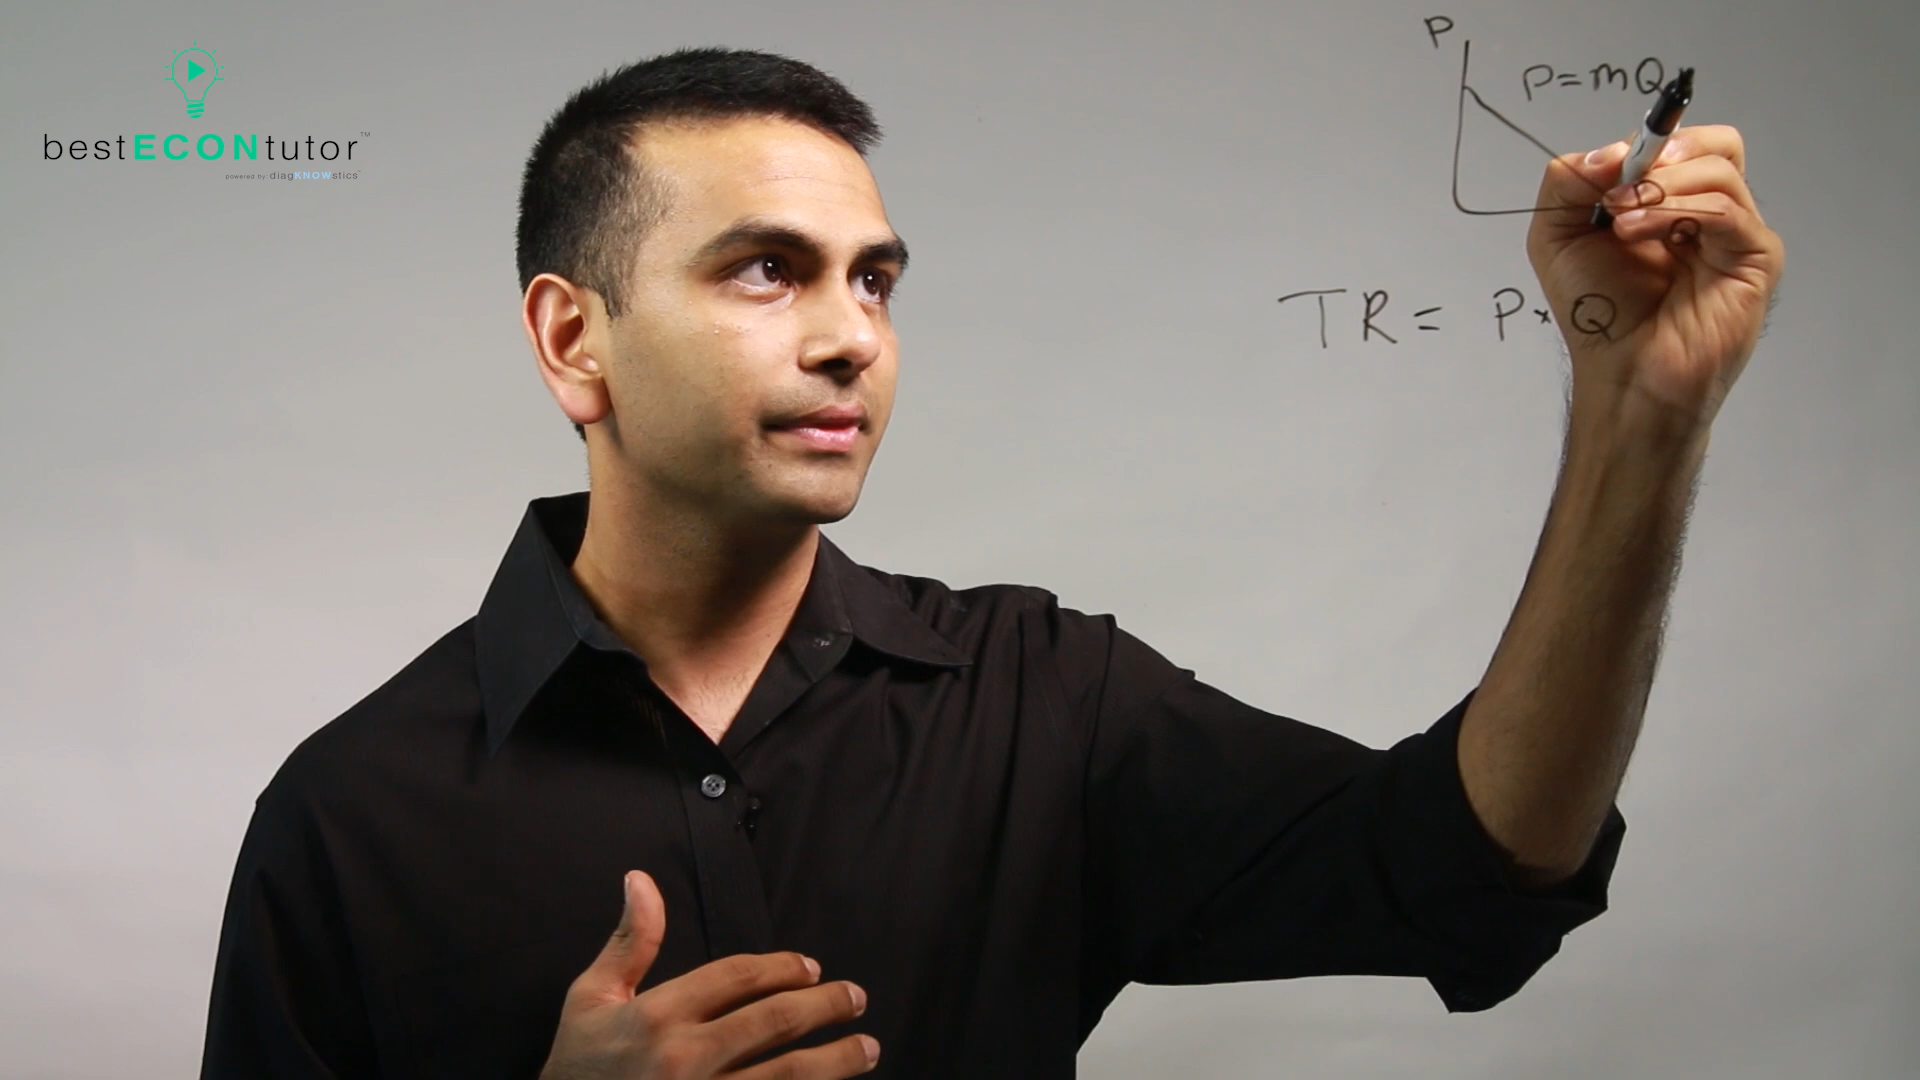 bestECONtutor™
powered by: diagKNOWstics
P
P=mQ
D
Q
TR = P*Q